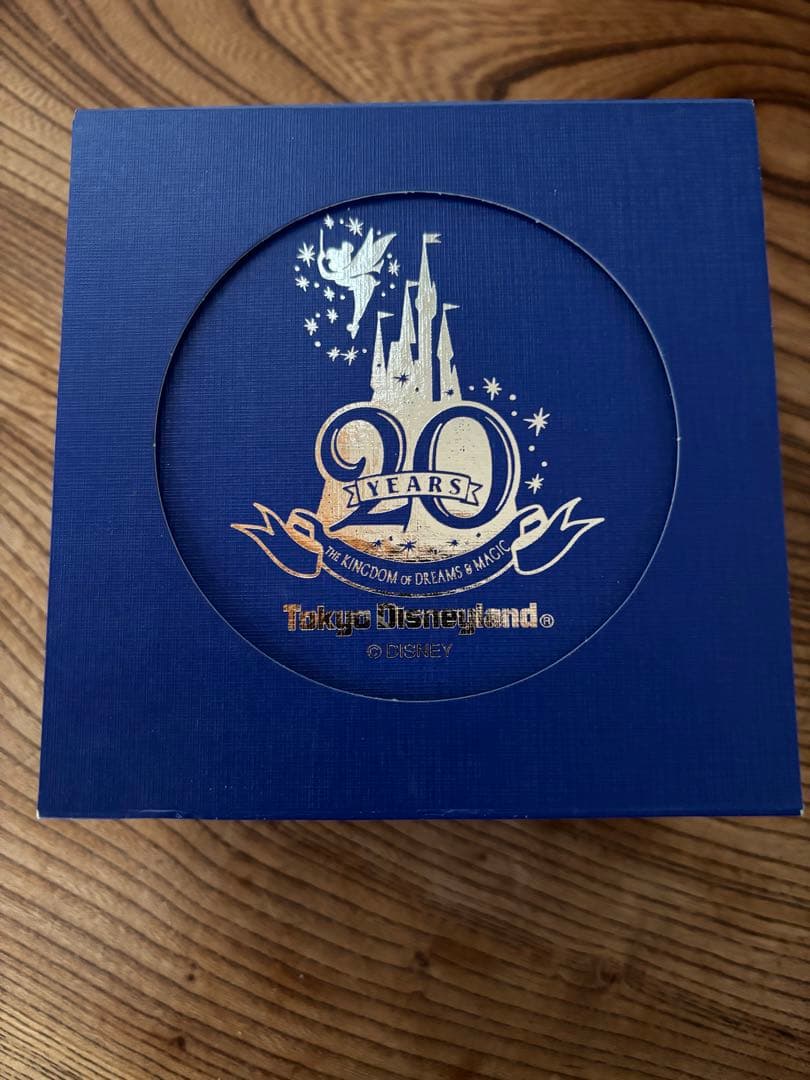 20
YEARS
THE KINGDOM OF DREAMS & MAGIC
Tokyo Disneyland®
© DISNEY